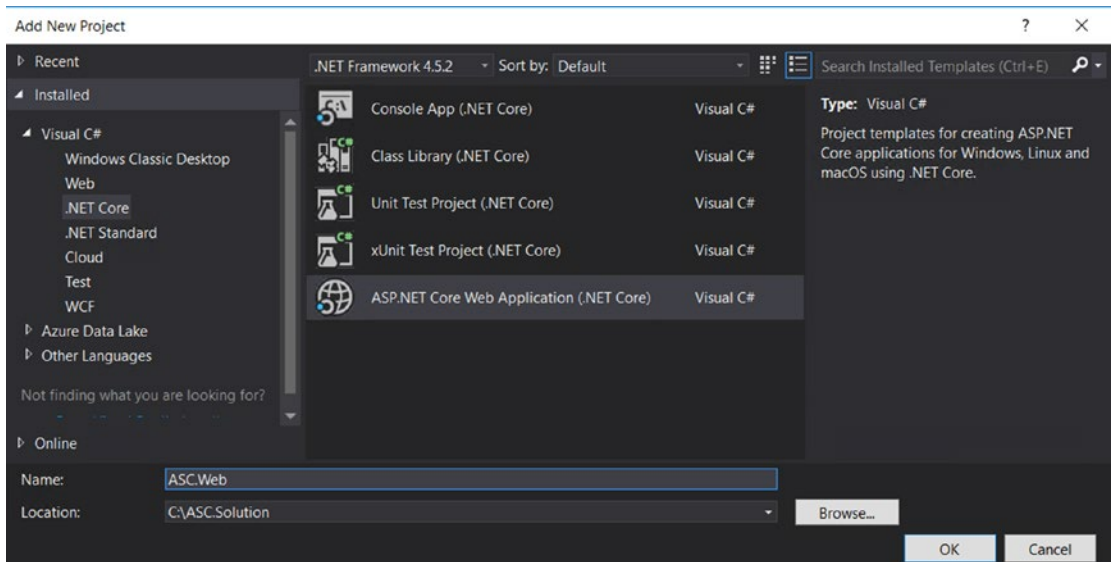 Add New Project
?
Recent
.NET Framework 4.5.2
Sort by: Default
Search Installed Templates (Ctrl+E)
Installed
Visual C#
Windows Classic Desktop
Web
.NET Core
.NET Standard
Cloud
Test
WCF
Azure Data Lake
Other Languages
Not finding what you are looking for?
Online
Console App (.NET Core) Visual C#
Class Library (.NET Core) Visual C#
Unit Test Project (.NET Core) Visual C#
xUnit Test Project (.NET Core) Visual C#
ASP.NET Core Web Application (.NET Core) Visual C#
Type: Visual C#
Project templates for creating ASP.NET
Core applications for Windows, Linux and
macOS using .NET Core.
Name: ASC.Web
Location: C:\ASC.Solution
Browse...
OK Cancel